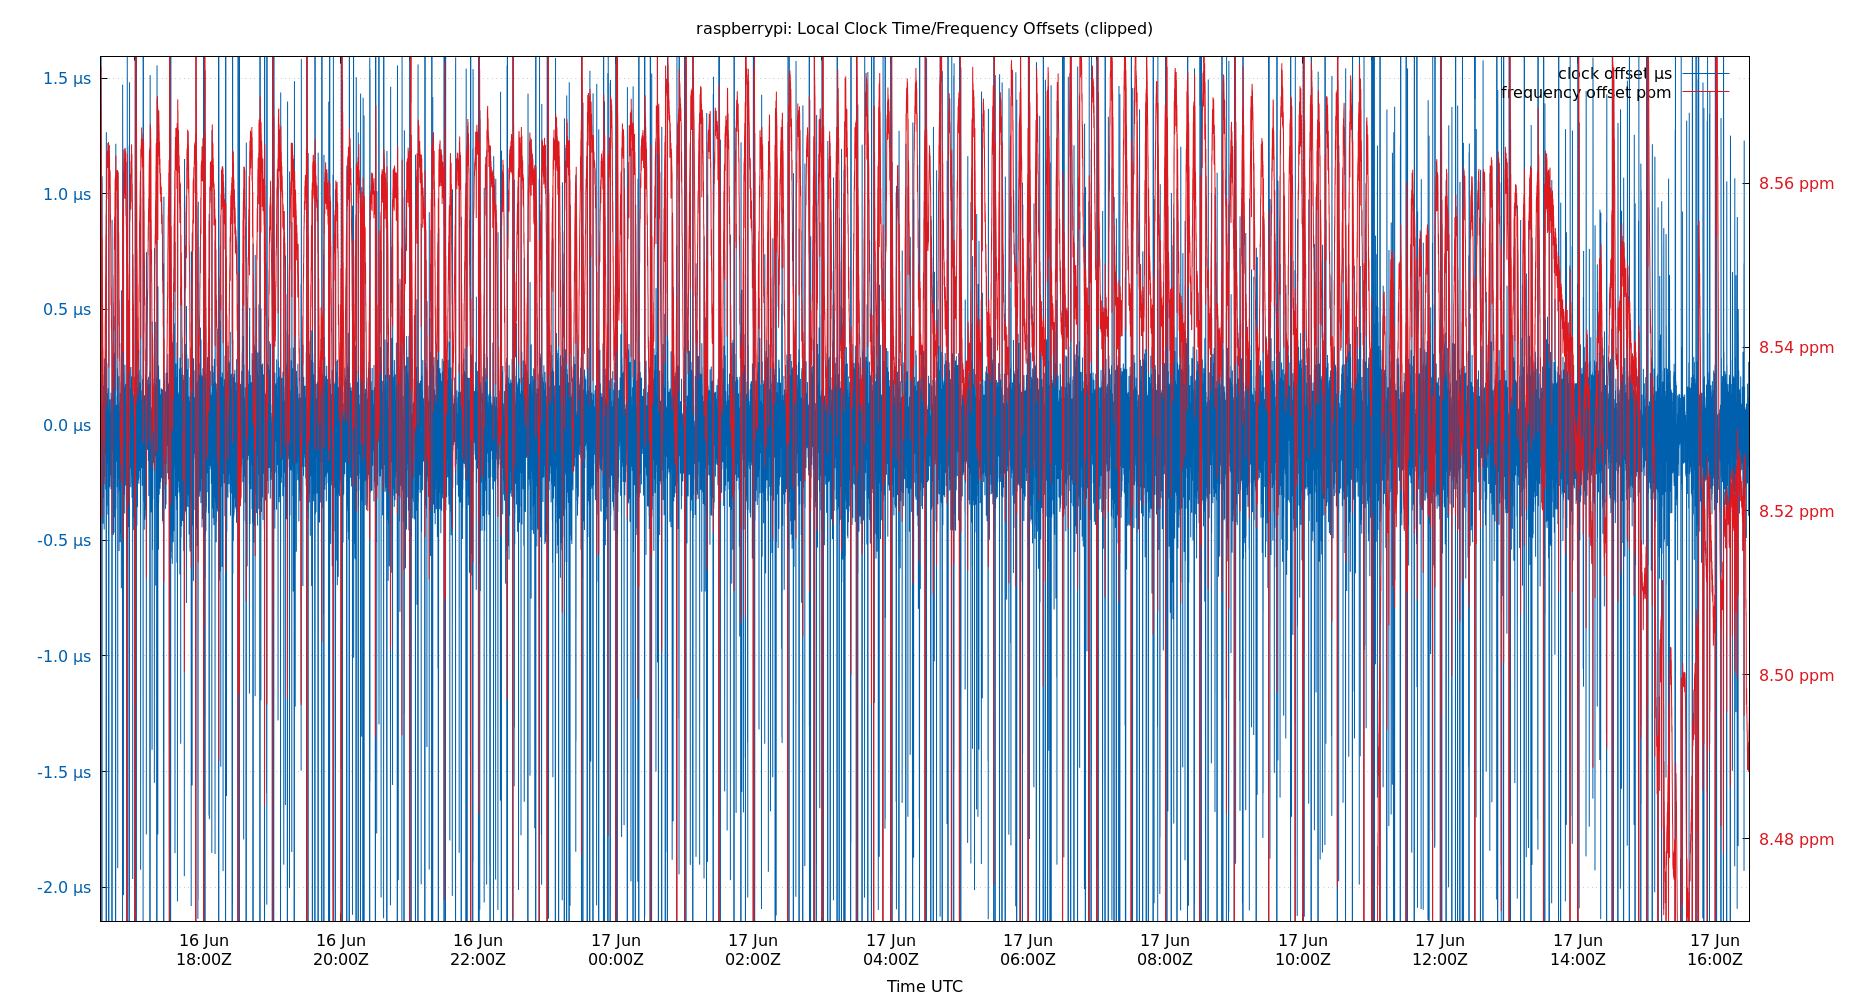 raspberrypi: Local Clock Time/Frequency Offsets (clipped)
clock offset µs
frequency offset ppm
1.5 µs
1.0 µs
0.5 µs
0.0 µs
-0.5 µs
-1.0 µs
-1.5 µs
-2.0 µs
8.56 ppm
8.54 ppm
8.52 ppm
8.50 ppm
8.48 ppm
16 Jun 16 Jun 16 Jun 17 Jun 17 Jun 17 Jun 17 Jun 17 Jun 17 Jun 17 Jun 17 Jun 17 Jun
18:00Z 20:00Z 22:00Z 00:00Z 02:00Z 04:00Z 06:00Z 08:00Z 10:00Z 12:00Z 14:00Z 16:00Z
Time UTC